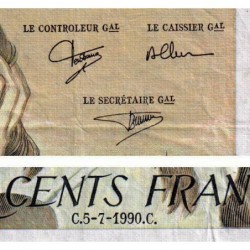 LE CONTROLEUR GAL LE CAISSIER GAL
LE SECRÉTAIRE GAL
CENTS FRAN
C.5-7-1990.C.